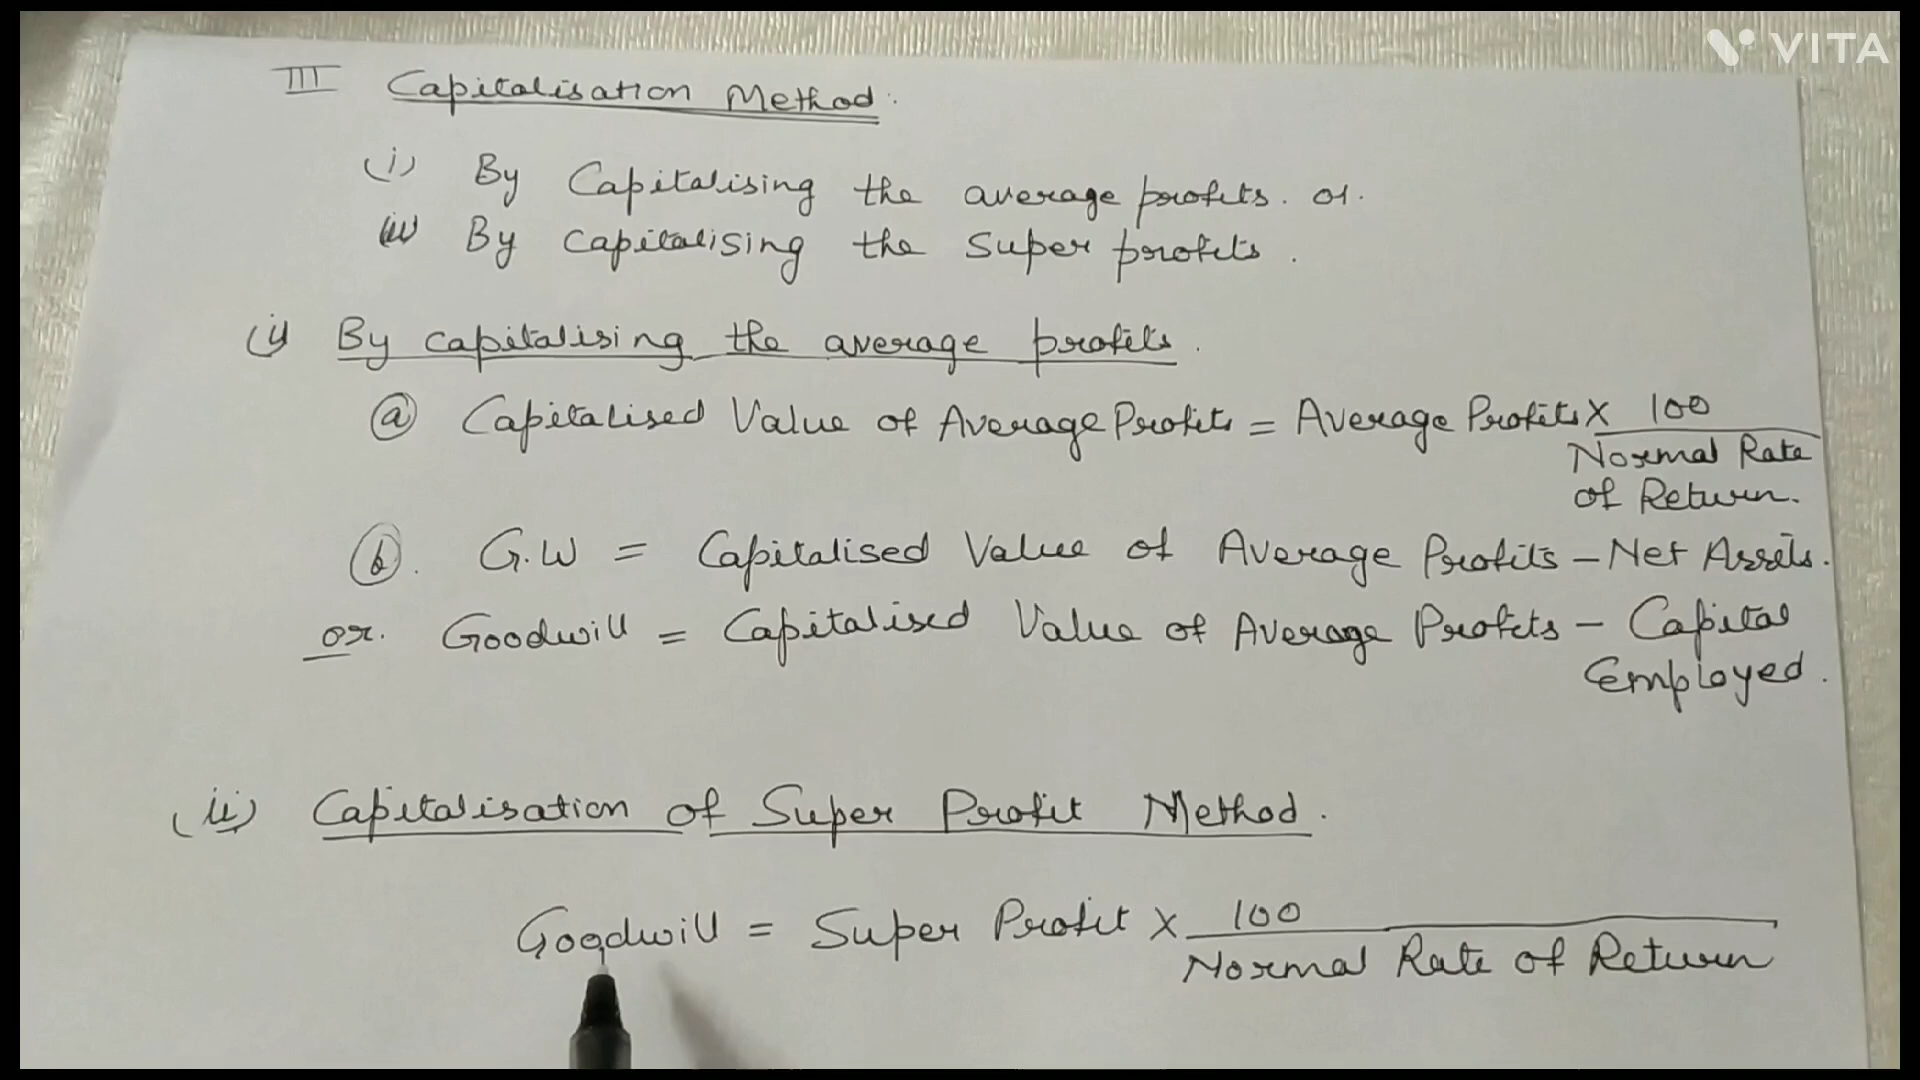 VITA
III Capitalisation Method.
(i) By Capitalising the average profits. or.
(ii) By Capitalising the Super profits.
(i) By capitalising the average profits.
(a) Capitalised Value of Average Profits = Average Profits X 100
Normal Rate
of Return.
(b). G.W = Capitalised Value of Average Profits - Net Assets.
or. Goodwill = Capitalised Value of Average Profits - Capital
Employed.
(ii) Capitalisation of Super Profit Method.
Goodwill = Super Profit X 100
Normal Rate of Return